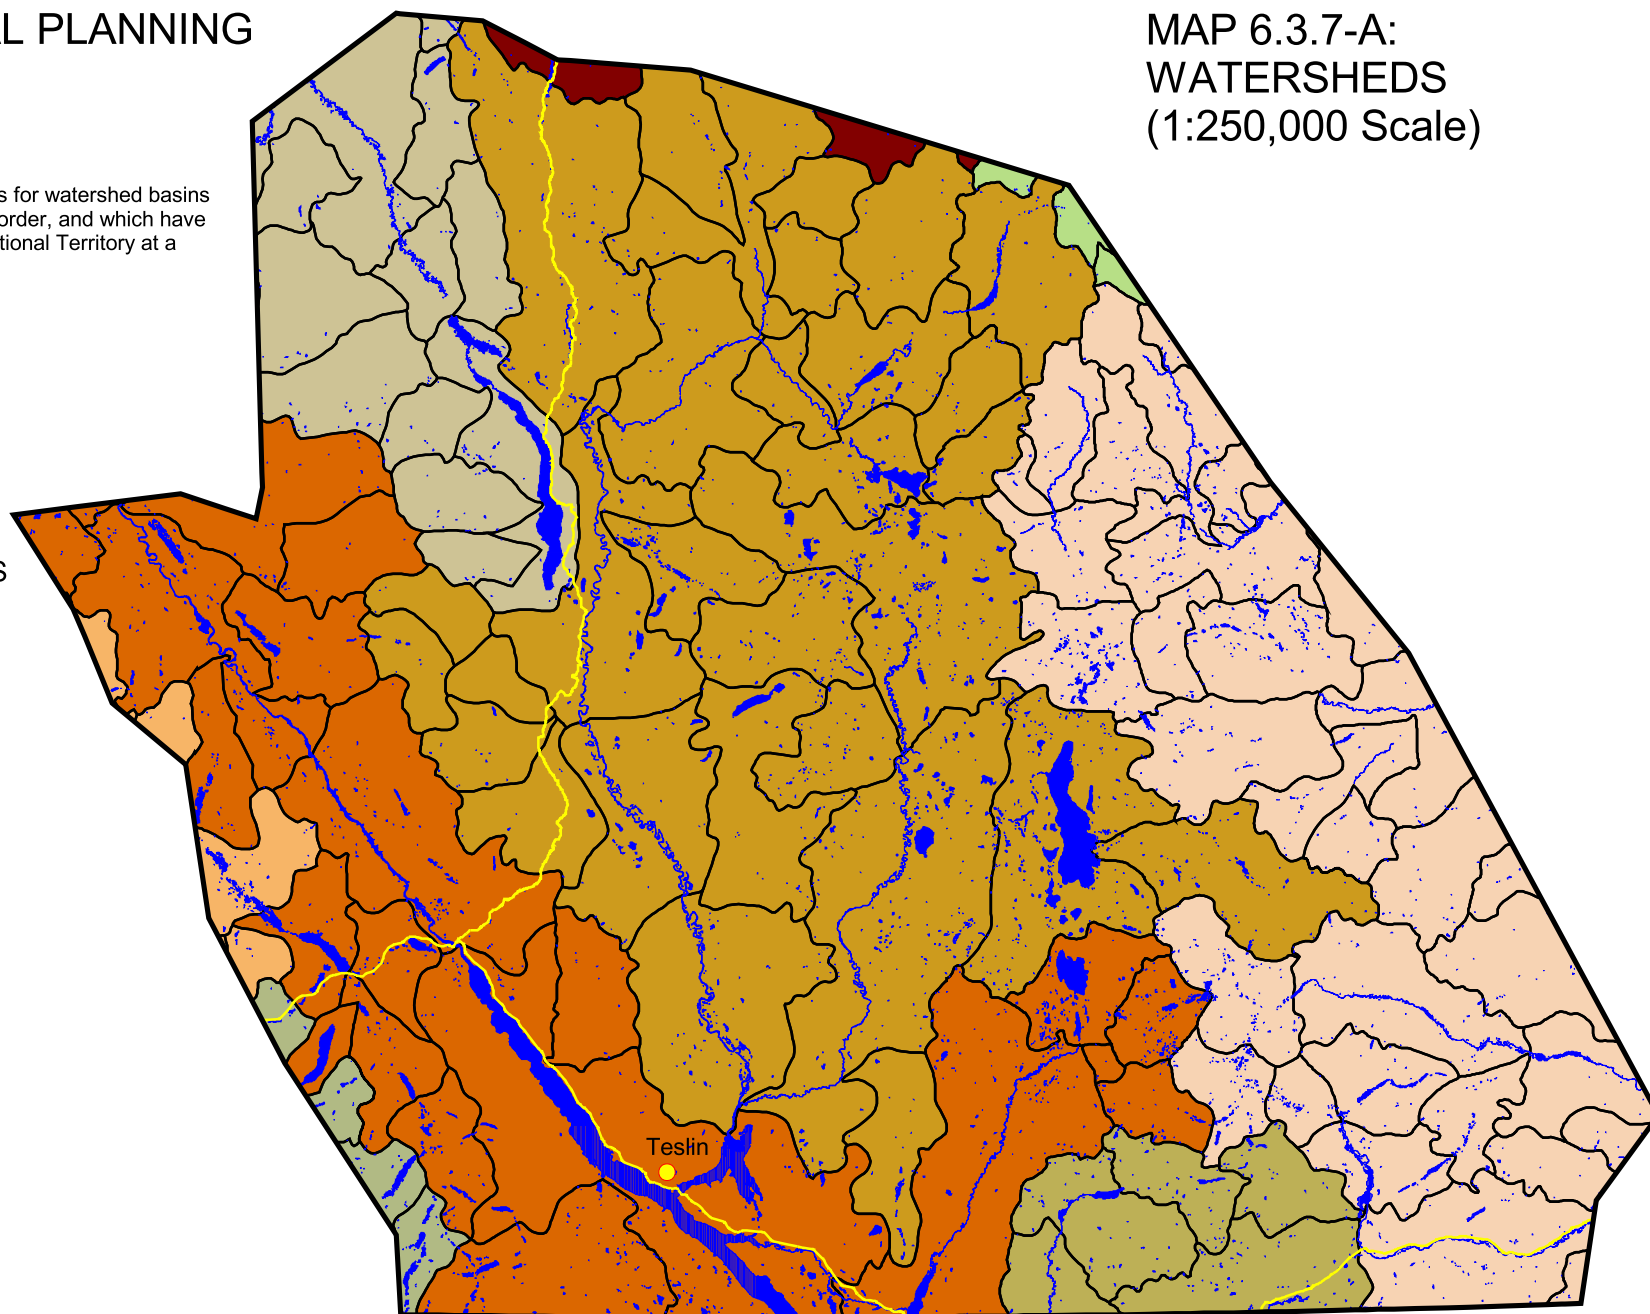 L PLANNING
MAP 6.3.7-A:
WATERSHEDS
(1:250,000 Scale)
s for watershed basins
order, and which have
tional Territory at a
S
Teslin